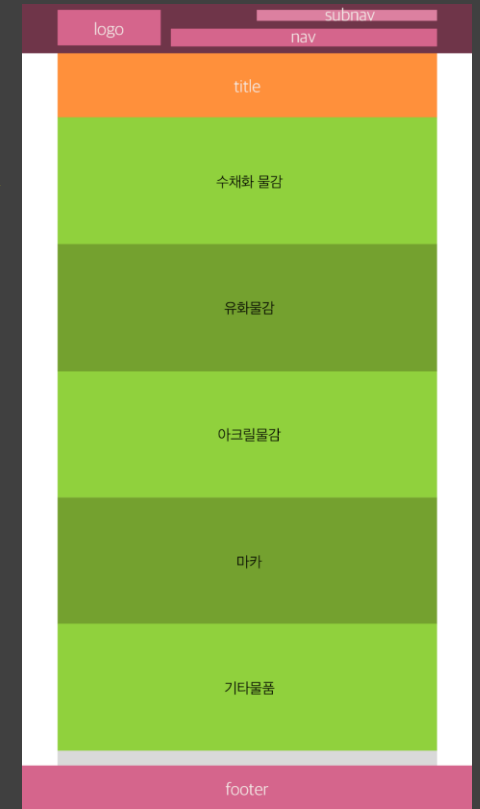 logo
subnav
nav
title
수채화 물감
유화물감
아크릴물감
마카
기타물품
footer